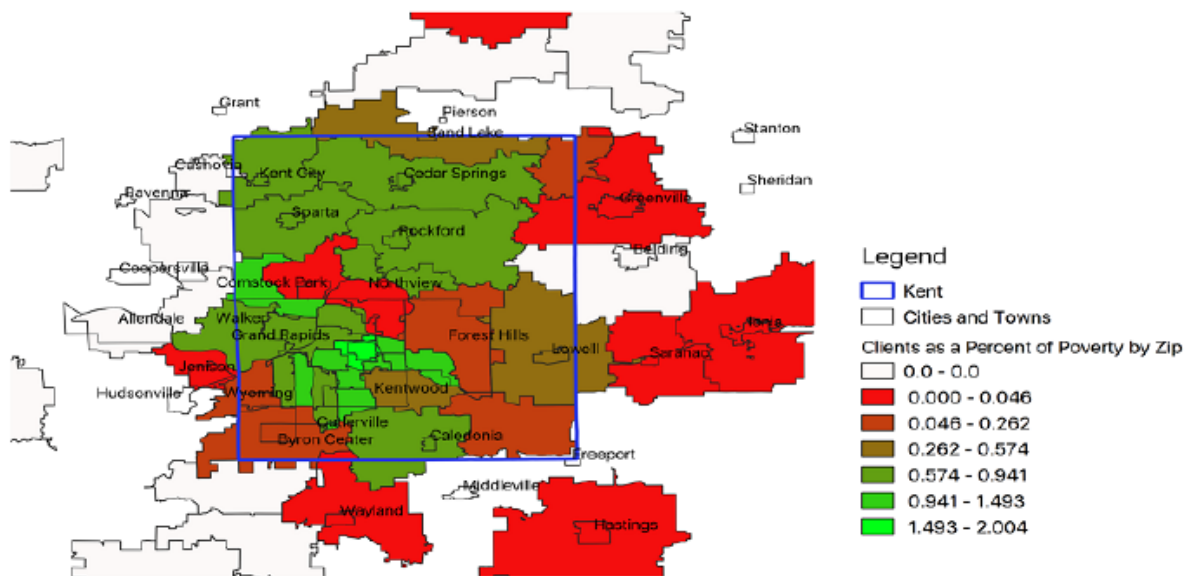 Grant
Pierson
Sand Lake
Stanton
Casnovia
Kent City
Cedar Springs
Sheridan
Ravenna
Greenville
Sparta
Rockford
Belding
Coopersville
Comstock Park
Northview
Allendale
Walker
Grand Rapids
Forest Hills
Ionia
Lowell
Saranac
Jenison
Hudsonville
Wyoming
Kentwood
Cutlerville
Byron Center
Caledonia
Freeport
Middleville
Wayland
Hastings
Legend
Kent
Cities and Towns
Clients as a Percent of Poverty by Zip
0.0 - 0.0
0.000 - 0.046
0.046 - 0.262
0.262 - 0.574
0.574 - 0.941
0.941 - 1.493
1.493 - 2.004